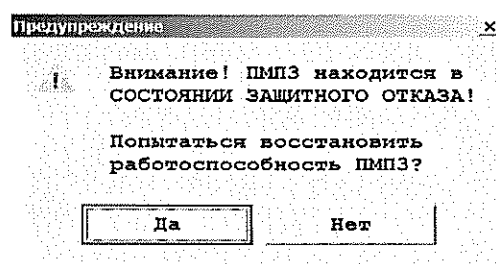 Предупреждение
Внимание! ПМПЗ находится в
СОСТОЯНИИ ЗАЩИТНОГО ОТКАЗА!
Попытаться восстановить
работоспособность ПМПЗ?
Да
Нет